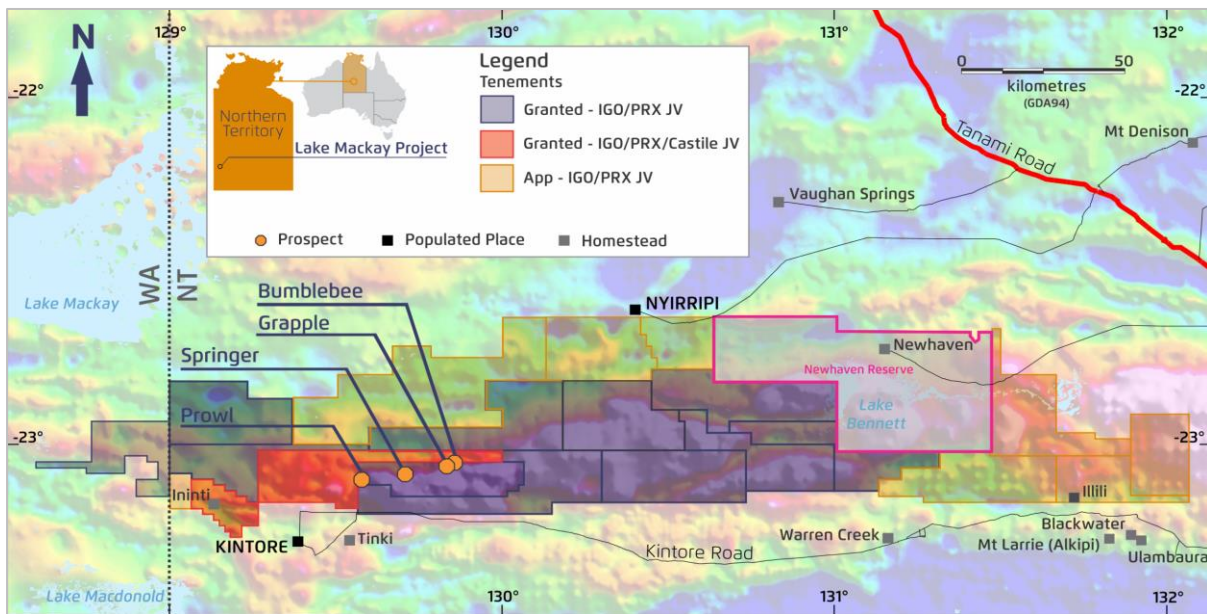 129°
130°
131°
132°
N
-22°
-22°
Northern
Territory
Lake Mackay Project
Legend
Tenements
Granted - IGO/PRX JV
Granted - IGO/PRX/Castile JV
App - IGO/PRX JV
Prospect
Populated Place
Homestead
0
50
kilometres
(GDA94)
Tanami Road
Mt Denison
Vaughan Springs
WA
NT
Lake Mackay
Bumblebee
Grapple
Springer
Prowl
NYIRRIPI
Newhaven
Newhaven Reserve
Lake
Bennett
-23°
-23°
Ininti
KINTORE
Tinki
Kintore Road
Warren Creek
Illili
Blackwater
Mt Larrie (Alkipi)
Ulambaura
Lake Macdonold
129°
130°
131°
132°